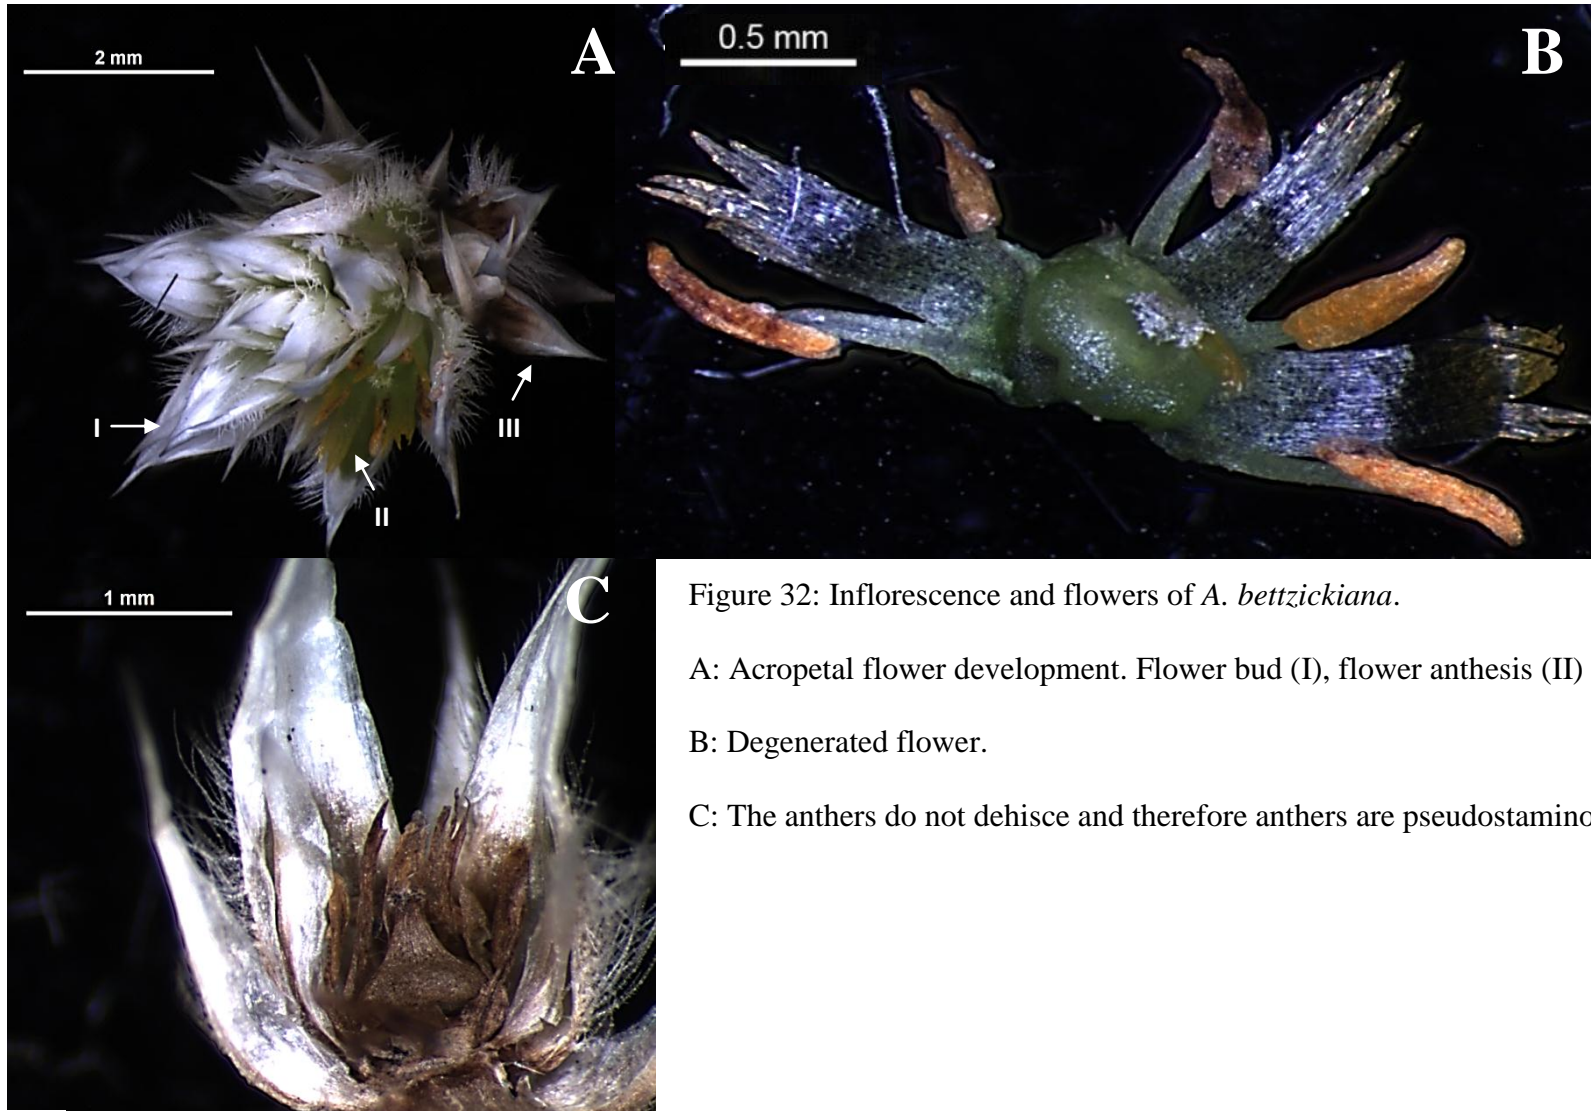 2 mm
A
I
II
III
0.5 mm
B
1 mm
C
Figure 32: Inflorescence and flowers of A. bettzickiana.
A: Acropetal flower development. Flower bud (I), flower anthesis (II)
B: Degenerated flower.
C: The anthers do not dehisce and therefore anthers are pseudostamino